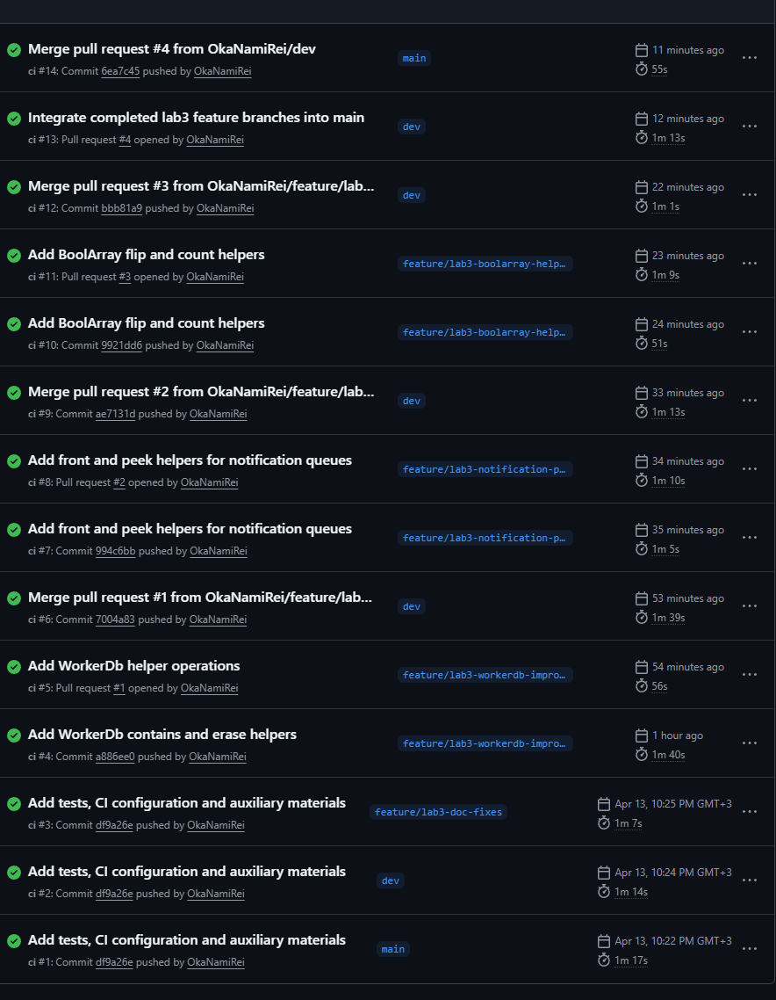 Merge pull request #4 from OkaNamiRei/dev
main
11 minutes ago
ci #14: Commit 6ea7c45 pushed by OkaNamiRei
55s
Integrate completed lab3 feature branches into main
dev
12 minutes ago
ci #13: Pull request #4 opened by OkaNamiRei
1m 13s
Merge pull request #3 from OkaNamiRei/feature/lab...
dev
22 minutes ago
ci #12: Commit bbb81a9 pushed by OkaNamiRei
1m 1s
Add BoolArray flip and count helpers
feature/lab3-boolarray-help…
23 minutes ago
ci #11: Pull request #3 opened by OkaNamiRei
1m 9s
Add BoolArray flip and count helpers
feature/lab3-boolarray-help…
24 minutes ago
ci #10: Commit 9921dd6 pushed by OkaNamiRei
51s
Merge pull request #2 from OkaNamiRei/feature/lab...
dev
33 minutes ago
ci #9: Commit ae7131d pushed by OkaNamiRei
1m 13s
Add front and peek helpers for notification queues
feature/lab3-notification-p…
34 minutes ago
ci #8: Pull request #2 opened by OkaNamiRei
1m 10s
Add front and peek helpers for notification queues
feature/lab3-notification-p…
35 minutes ago
ci #7: Commit 994c6bb pushed by OkaNamiRei
1m 5s
Merge pull request #1 from OkaNamiRei/feature/lab...
dev
53 minutes ago
ci #6: Commit 7004a83 pushed by OkaNamiRei
1m 39s
Add WorkerDb helper operations
feature/lab3-workerdb-impro…
54 minutes ago
ci #5: Pull request #1 opened by OkaNamiRei
56s
Add WorkerDb contains and erase helpers
feature/lab3-workerdb-impro…
1 hour ago
ci #4: Commit a886ee0 pushed by OkaNamiRei
1m 40s
Add tests, CI configuration and auxiliary materials
feature/lab3-doc-fixes
Apr 13, 10:25 PM GMT+3
ci #3: Commit df9a26e pushed by OkaNamiRei
1m 7s
Add tests, CI configuration and auxiliary materials
dev
Apr 13, 10:24 PM GMT+3
ci #2: Commit df9a26e pushed by OkaNamiRei
1m 14s
Add tests, CI configuration and auxiliary materials
main
Apr 13, 10:22 PM GMT+3
ci #1: Commit df9a26e pushed by OkaNamiRei
1m 17s